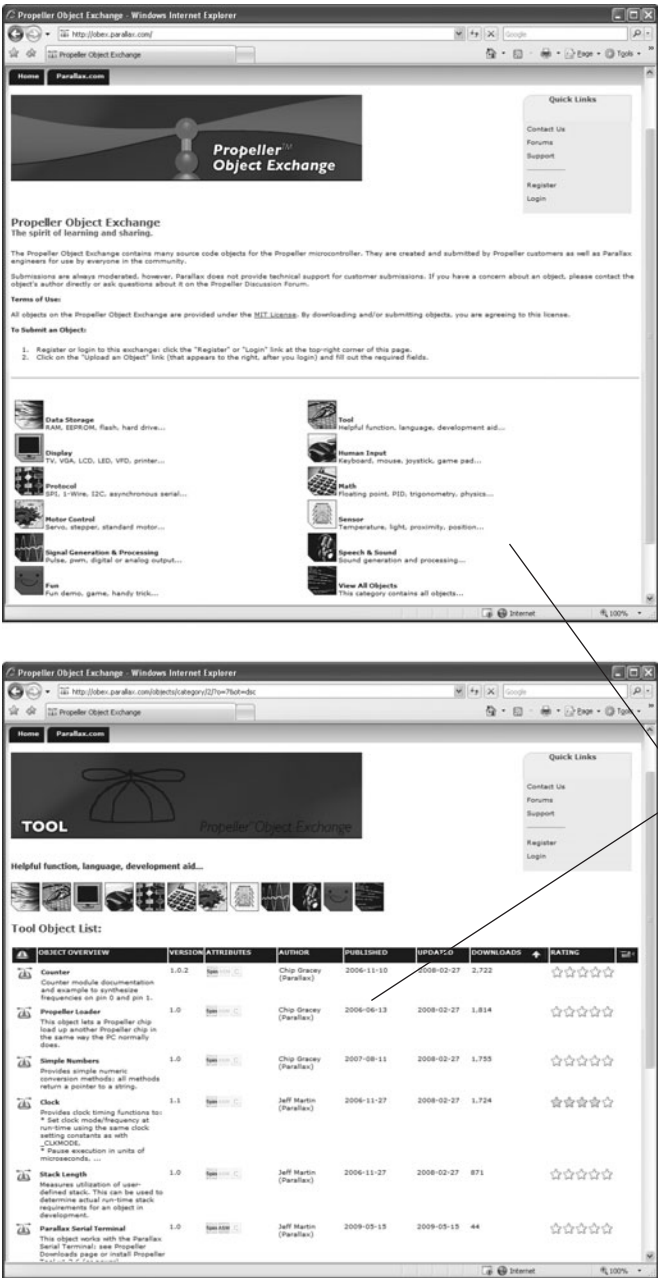 Propeller Object Exchange - Windows Internet Explorer
http://obex.parallax.com/
Google
Propeller Object Exchange
Page
Tools
Home
Parallax.com
Propeller™
Object Exchange
Quick Links
Contact Us
Forums
Support
Register
Login
Propeller Object Exchange
The spirit of learning and sharing.
The Propeller Object Exchange contains many source code objects for the Propeller microcontroller. They are created and submitted by Propeller customers as well as Parallax
engineers for use by everyone in the community.
Submissions are always moderated, however, Parallax does not provide technical support for customer submissions. If you have a concern about an object, please contact the
object's author directly or ask questions about it on the Propeller Discussion Forum.
Terms of Use:
All objects on the Propeller Object Exchange are provided under the MIT License. By downloading and/or submitting objects, you are agreeing to this license.
To Submit an Object:
1. Register or login to this exchange: click the "Register" or "Login" link at the top-right corner of this page.
2. Click on the "Upload an Object" link (that appears to the right, after you login) and fill out the required fields.
Data Storage
RAM, EEPROM, flash, hard drive...
Tool
Helpful function, language, development aid...
Display
TV, VGA, LCD, LED, VFD, printer...
Human Input
Keyboard, mouse, joystick, game pad...
Protocol
SPI, 1-Wire, I2C, asynchronous serial...
Math
Floating point, PID, trigonometry, physics...
Motor Control
Servo, stepper, standard motor...
Sensor
Temperature, light, proximity, position...
Signal Generation & Processing
Pulse, pwm, digital or analog output...
Speech & Sound
Sound generation and processing...
Fun
Fun demo, game, handy trick...
View All Objects
This category contains all objects...
Internet
100%
Propeller Object Exchange - Windows Internet Explorer
http://obex.parallax.com/objects/category/2/?o=7&ot=dsc
Google
Propeller Object Exchange
Page
Tools
Home
Parallax.com
TOOL
Propeller™ Object Exchange
Quick Links
Contact Us
Forums
Support
Register
Login
Helpful function, language, development aid...
Tool Object List:
OBJECT OVERVIEW VERSION ATTRIBUTES AUTHOR PUBLISHED UPDATED DOWNLOADS RATING
Counter 1.0.2 Spin Chip Gracey 2006-11-10 2008-02-27 2,722
Counter module documentation (Parallax)
and example to synthesize
frequencies on pin 0 and pin 1.
Propeller Loader 1.0 Spin Chip Gracey 2006-06-13 2008-02-27 1,814
This object lets a Propeller chip (Parallax)
load up another Propeller chip in
the same way the PC normally
does.
Simple Numbers 1.0 Spin Chip Gracey 2007-08-11 2008-02-27 1,755
Provides simple numeric (Parallax)
conversion methods; all methods
return a pointer to a string.
Clock 1.1 Spin Jeff Martin 2006-11-27 2008-02-27 1,724
Provides clock timing functions to: (Parallax)
* Set clock mode/frequency at
run-time using the same clock
setting constants as with
_CLKMODE,
* Pause execution in units of
microseconds, ...
Stack Length 1.0 Spin Jeff Martin 2006-11-27 2008-02-27 871
Measures utilization of user- (Parallax)
defined stack. This can be used to
determine actual run-time stack
requirements for an object in
development.
Parallax Serial Terminal 1.0 Spin ASM Jeff Martin 2009-05-15 2009-05-15 44
This object works with the Parallax (Parallax)
Serial Terminal: see Propeller
Downloads page or install Propeller
Internet
100%